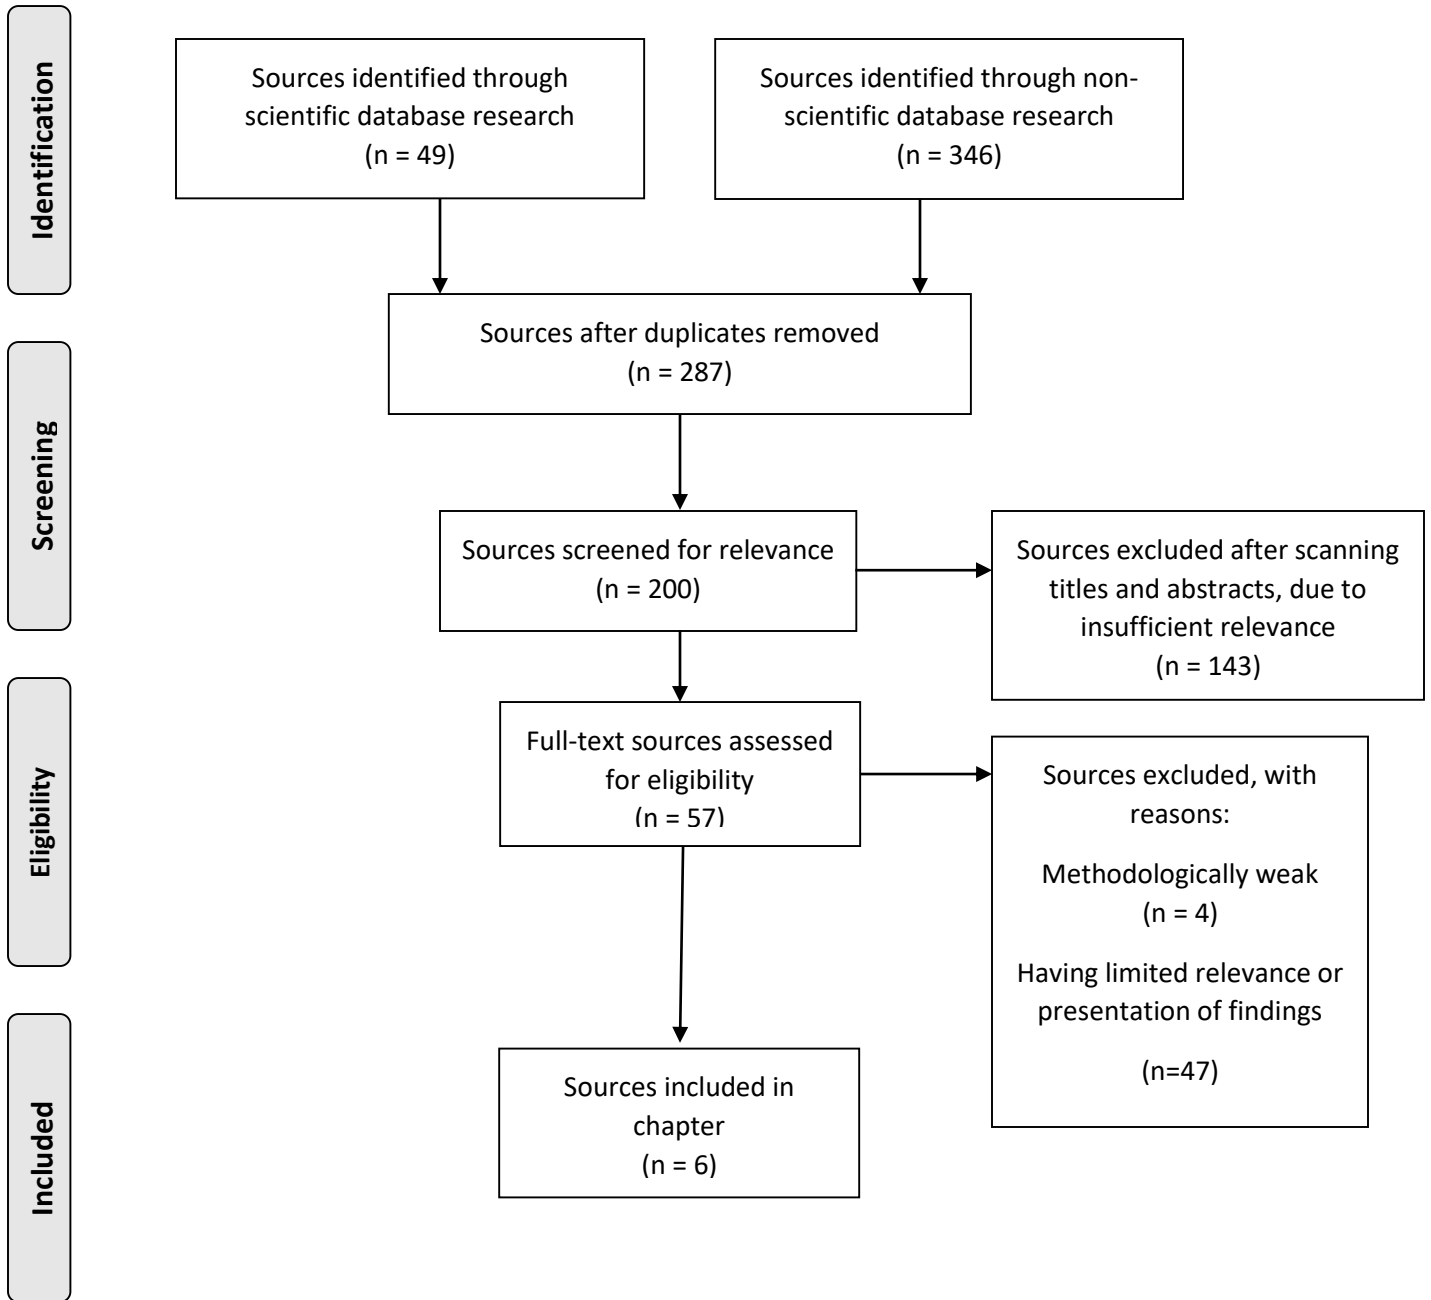 Identification
Sources identified through
scientific database research
(n = 49)
Sources identified through non-
scientific database research
(n = 346)
Sources after duplicates removed
(n = 287)
Screening
Sources screened for relevance
(n = 200)
Sources excluded after scanning
titles and abstracts, due to
insufficient relevance
(n = 143)
Eligibility
Full-text sources assessed
for eligibility
(n = 57)
Sources excluded, with
reasons:
Methodologically weak
(n = 4)
Having limited relevance or
presentation of findings
(n=47)
Included
Sources included in
chapter
(n = 6)